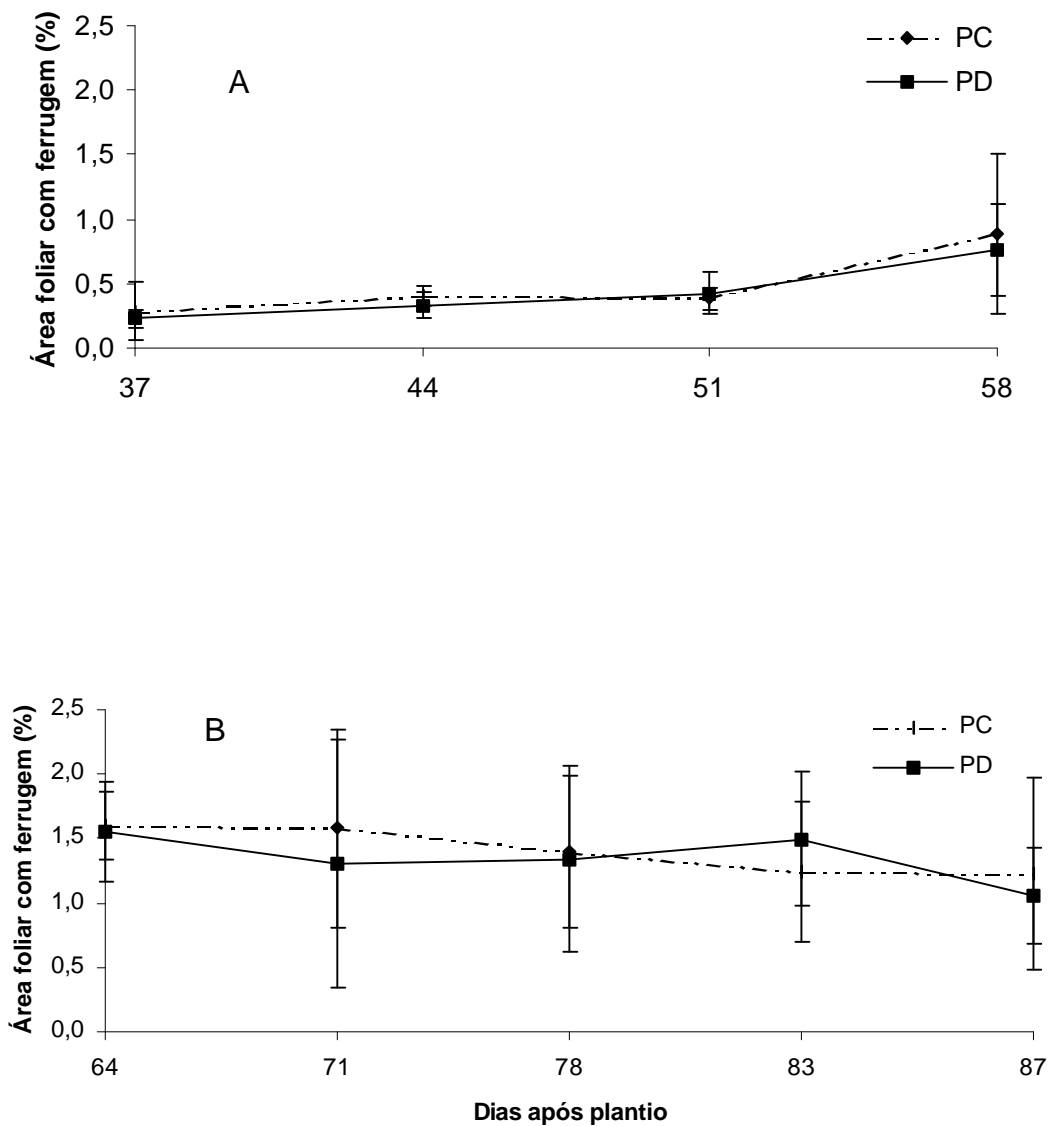 Área foliar com ferrugem (%)
2,5
2,0
1,5
1,0
0,5
0,0
A
PC
PD
37 44 51 58
Área foliar com ferrugem (%)
2,5
2,0
1,5
1,0
0,5
0,0
B
PC
PD
64 71 78 83 87
Dias após plantio